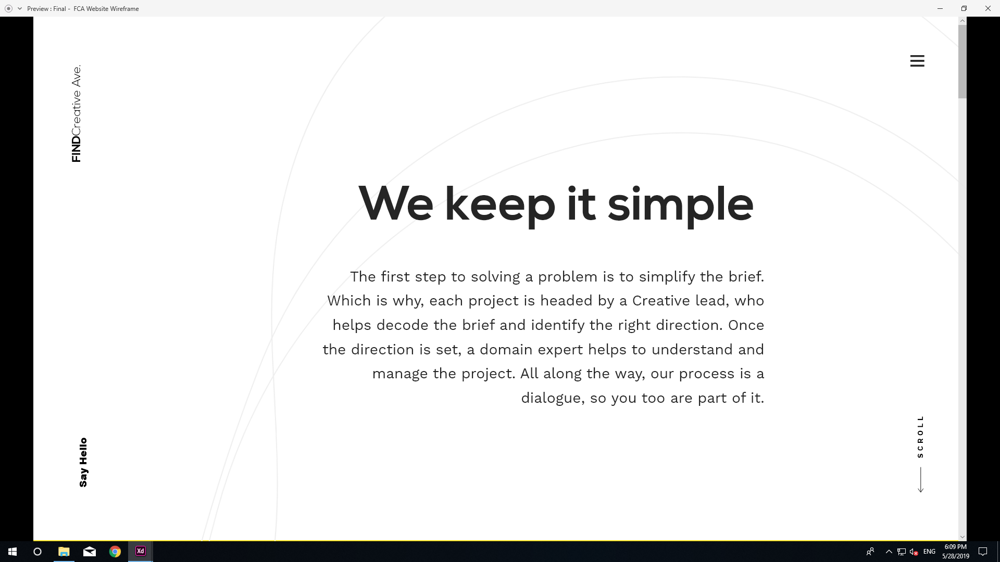 Preview : Final - FCA Website Wireframe
FINDCreative Ave.
We keep it simple
The first step to solving a problem is to simplify the brief.
Which is why, each project is headed by a Creative lead, who
helps decode the brief and identify the right direction. Once
the direction is set, a domain expert helps to understand and
manage the project. All along the way, our process is a
dialogue, so you too are part of it.
Say Hello
SCROLL
Xd
ENG
6:09 PM
5/28/2019